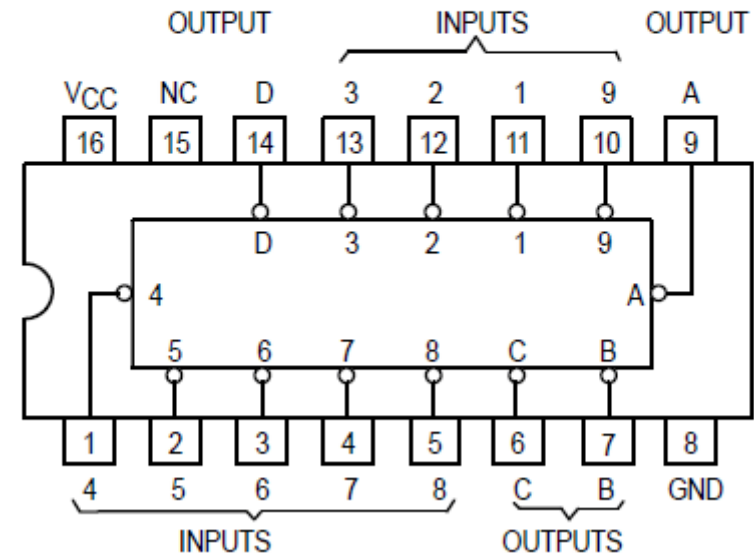 OUTPUT INPUTS OUTPUT
VCC NC D 3 2 1 9 A
16 15 14 13 12 11 10 9
D 3 2 1 9
4 A
5 6 7 8 C B
1 2 3 4 5 6 7 8
4 5 6 7 8 C B GND
INPUTS OUTPUTS